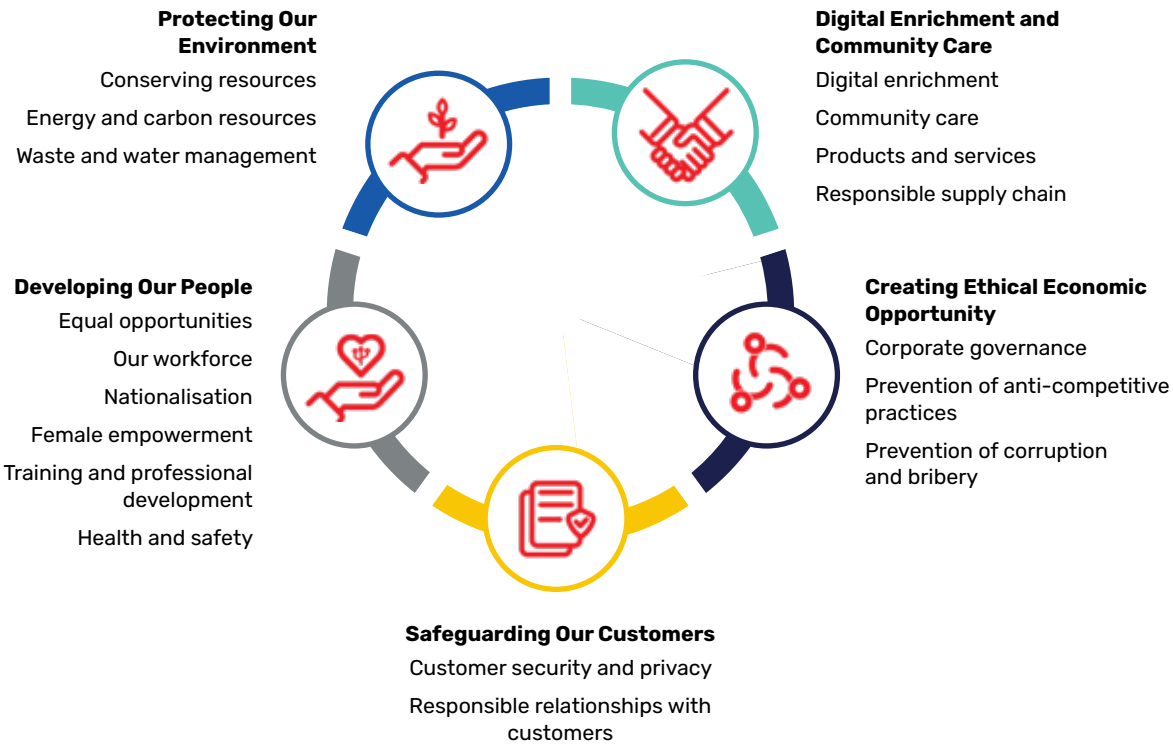 Protecting Our
Environment
Conserving resources
Energy and carbon resources
Waste and water management
Digital Enrichment and
Community Care
Digital enrichment
Community care
Products and services
Responsible supply chain
Developing Our People
Equal opportunities
Our workforce
Nationalisation
Female empowerment
Training and professional
development
Health and safety
Creating Ethical Economic
Opportunity
Corporate governance
Prevention of anti-competitive
practices
Prevention of corruption
and bribery
Safeguarding Our Customers
Customer security and privacy
Responsible relationships with
customers